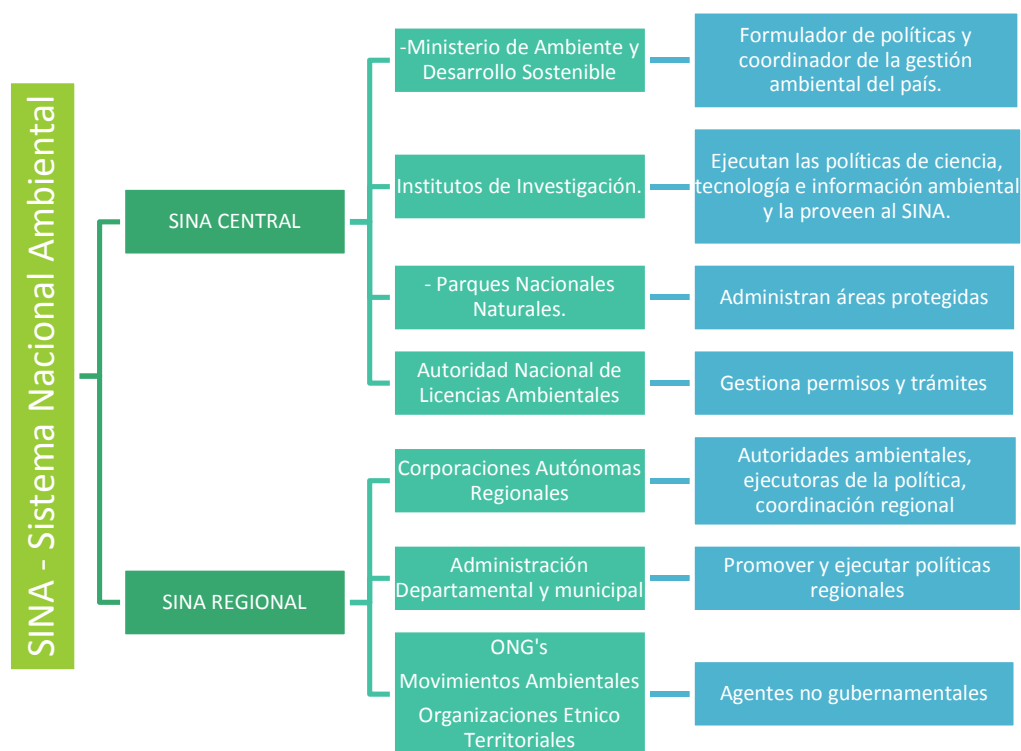 SINA - Sistema Nacional Ambiental
SINA CENTRAL
-Ministerio de Ambiente y
Desarrollo Sostenible
Formulador de políticas y
coordinador de la gestión
ambiental del país.
Institutos de Investigación.
Ejecutan las políticas de ciencia,
tecnología e información ambiental
y la proveen al SINA.
- Parques Nacionales
Naturales.
Administran áreas protegidas
Autoridad Nacional de
Licencias Ambientales
Gestiona permisos y trámites
SINA REGIONAL
Corporaciones Autónomas
Regionales
Autoridades ambientales,
ejecutoras de la política,
coordinación regional
Administración
Departamental y municipal
Promover y ejecutar políticas
regionales
ONG's
Movimientos Ambientales
Organizaciones Etnico
Territoriales
Agentes no gubernamentales